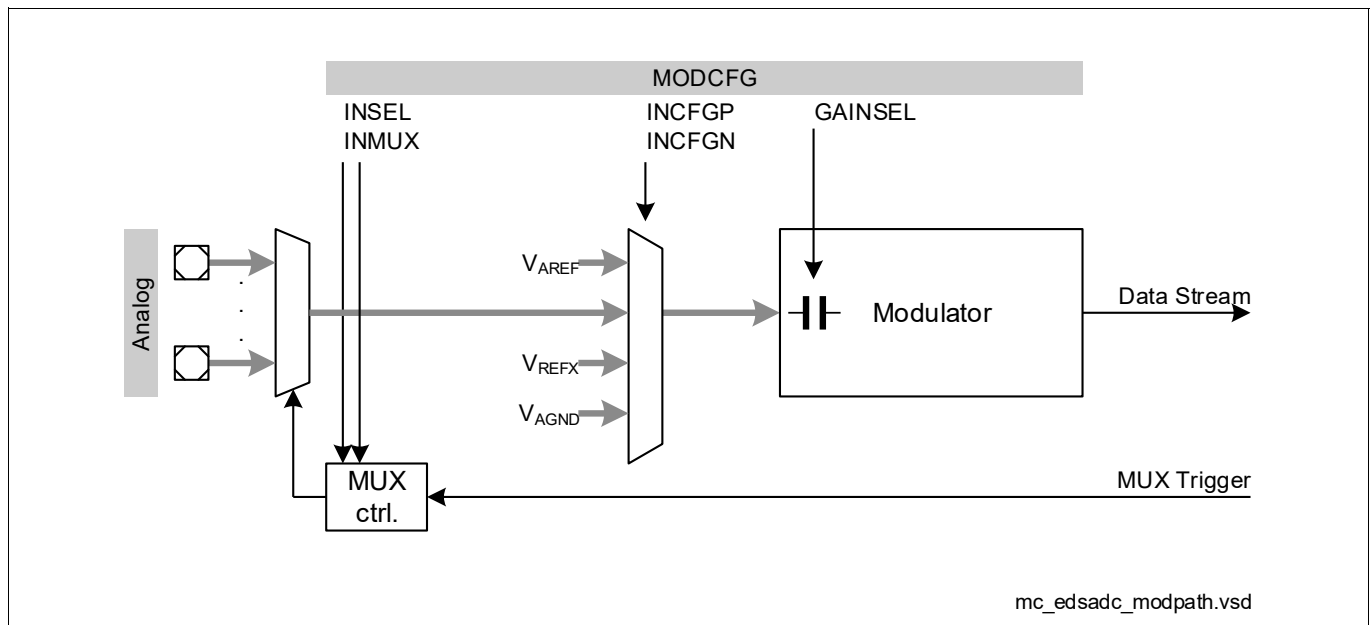 MODCFG
INSEL
INMUX
INCFGP
INCFGN
GAINSEL
Analog
.
.
.
VAREF
VREFX
VAGND
Modulator
Data Stream
MUX
ctrl.
MUX Trigger
mc_edsadc_modpath.vsd